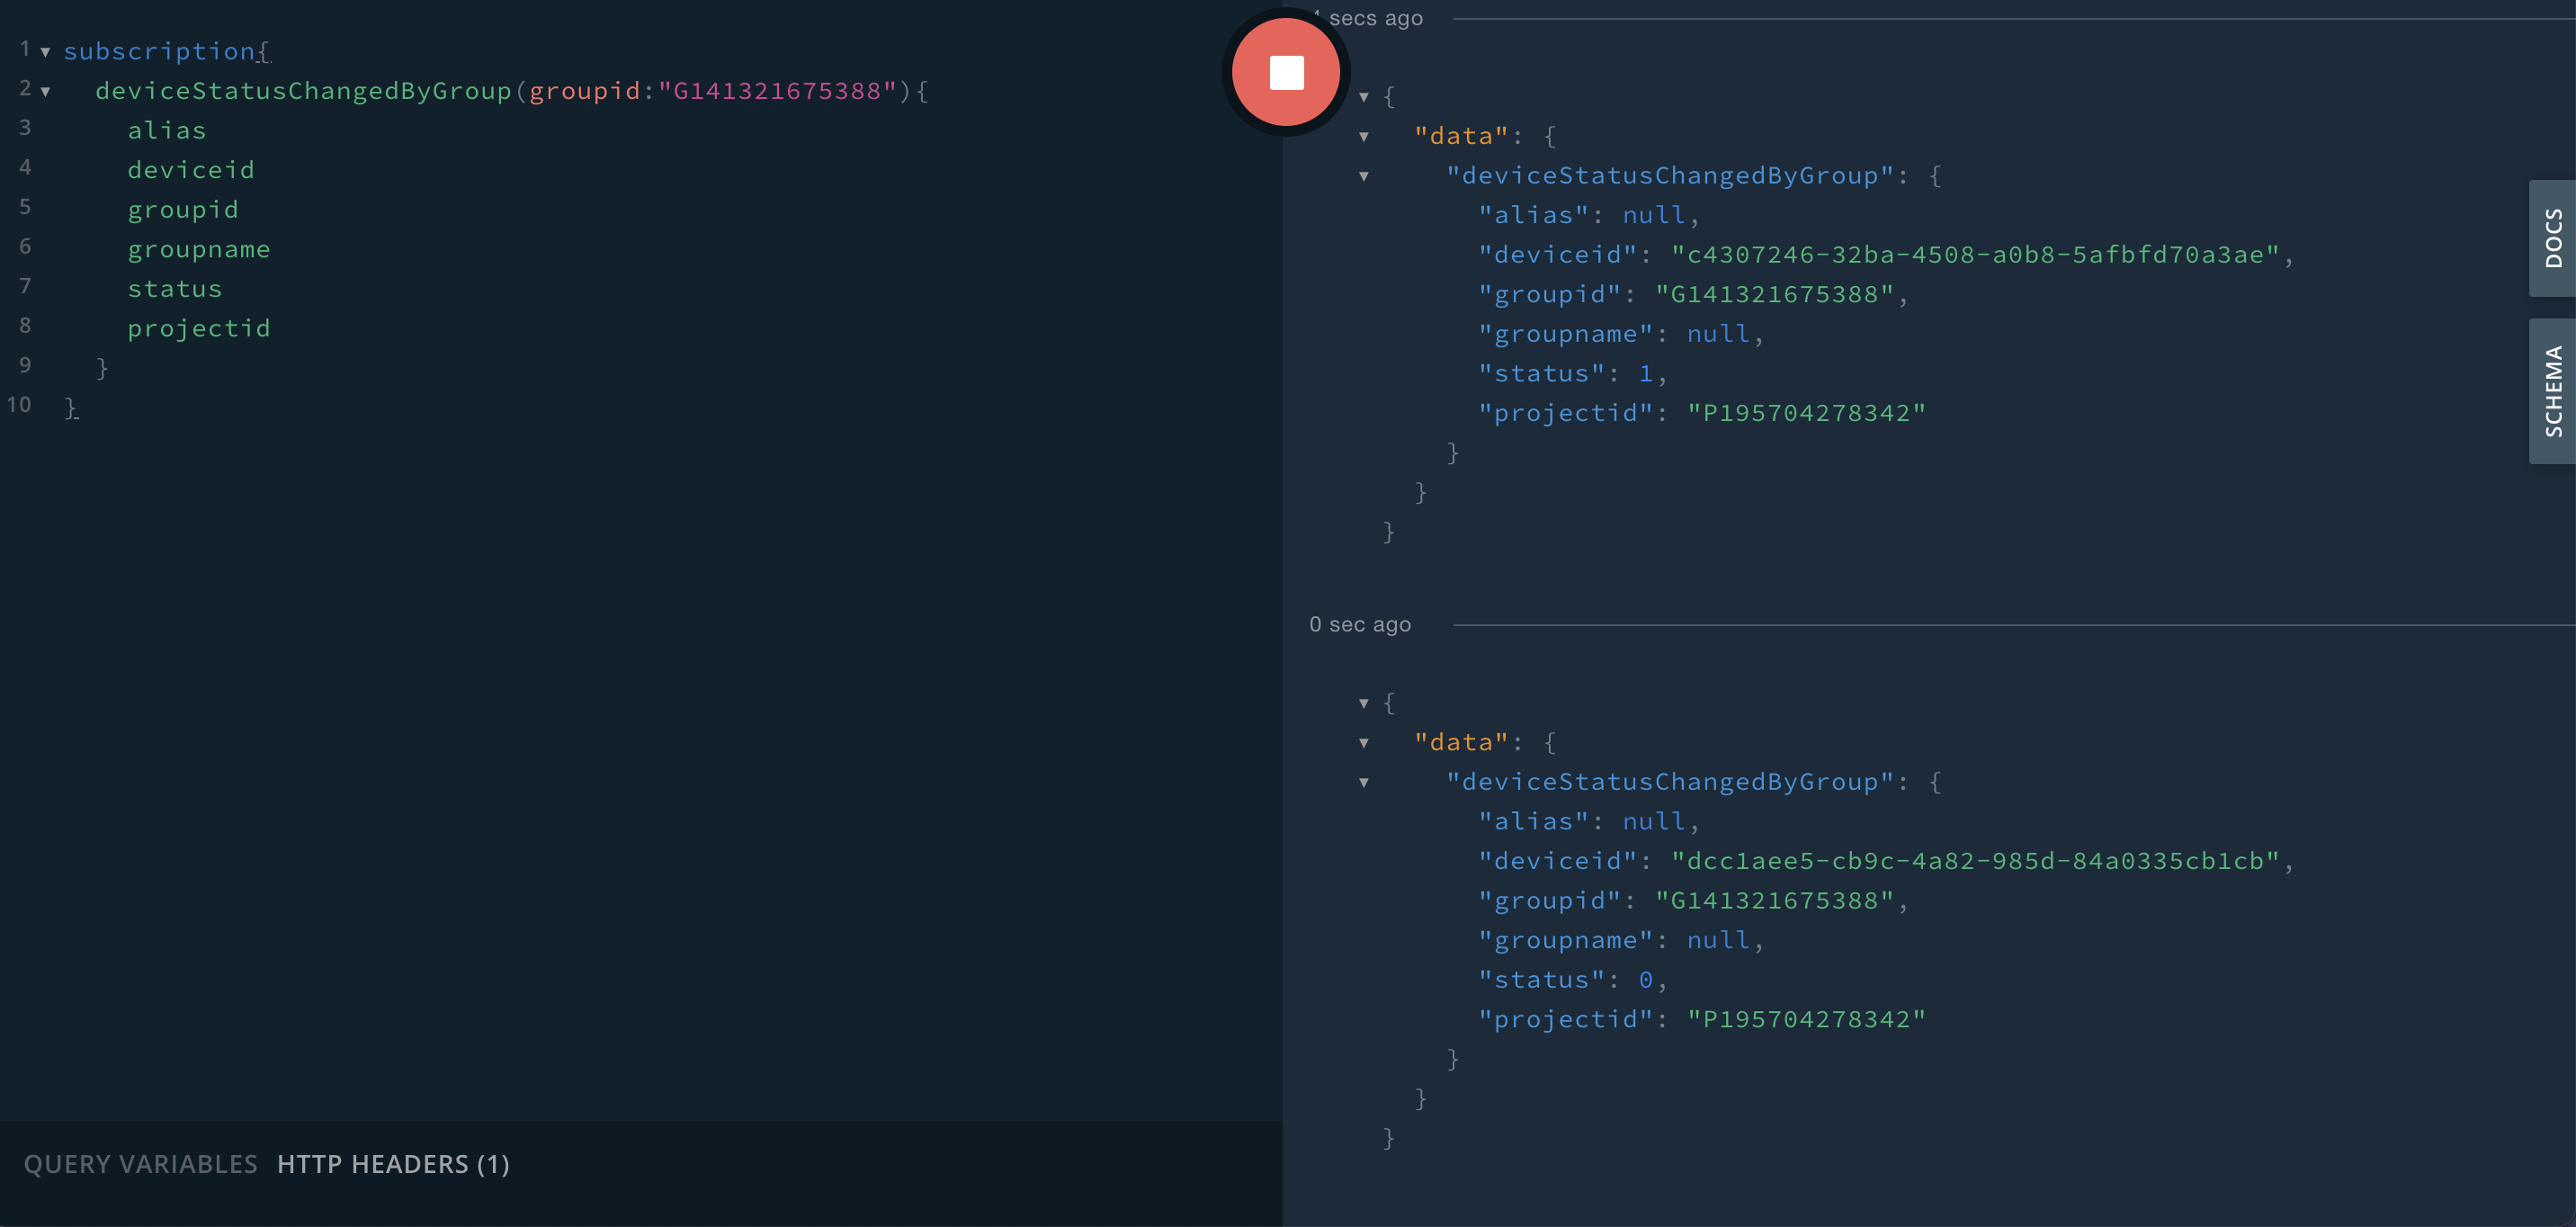 1 subscription{
2 deviceStatusChangedByGroup(groupid:"G141321675388"){
3 alias
4 deviceid
5 groupid
6 groupname
7 status
8 projectid
9 }
10 }
QUERY VARIABLES HTTP HEADERS (1)
secs ago
{
"data": {
"deviceStatusChangedByGroup": {
"alias": null,
"deviceid": "c4307246-32ba-4508-a0b8-5afbfd70a3ae",
"groupid": "G141321675388",
"groupname": null,
"status": 1,
"projectid": "P195704278342"
}
}
}
0 sec ago
{
"data": {
"deviceStatusChangedByGroup": {
"alias": null,
"deviceid": "dcc1aee5-cb9c-4a82-985d-84a0335cb1cb",
"groupid": "G141321675388",
"groupname": null,
"status": 0,
"projectid": "P195704278342"
}
}
}
DOCS
SCHEMA